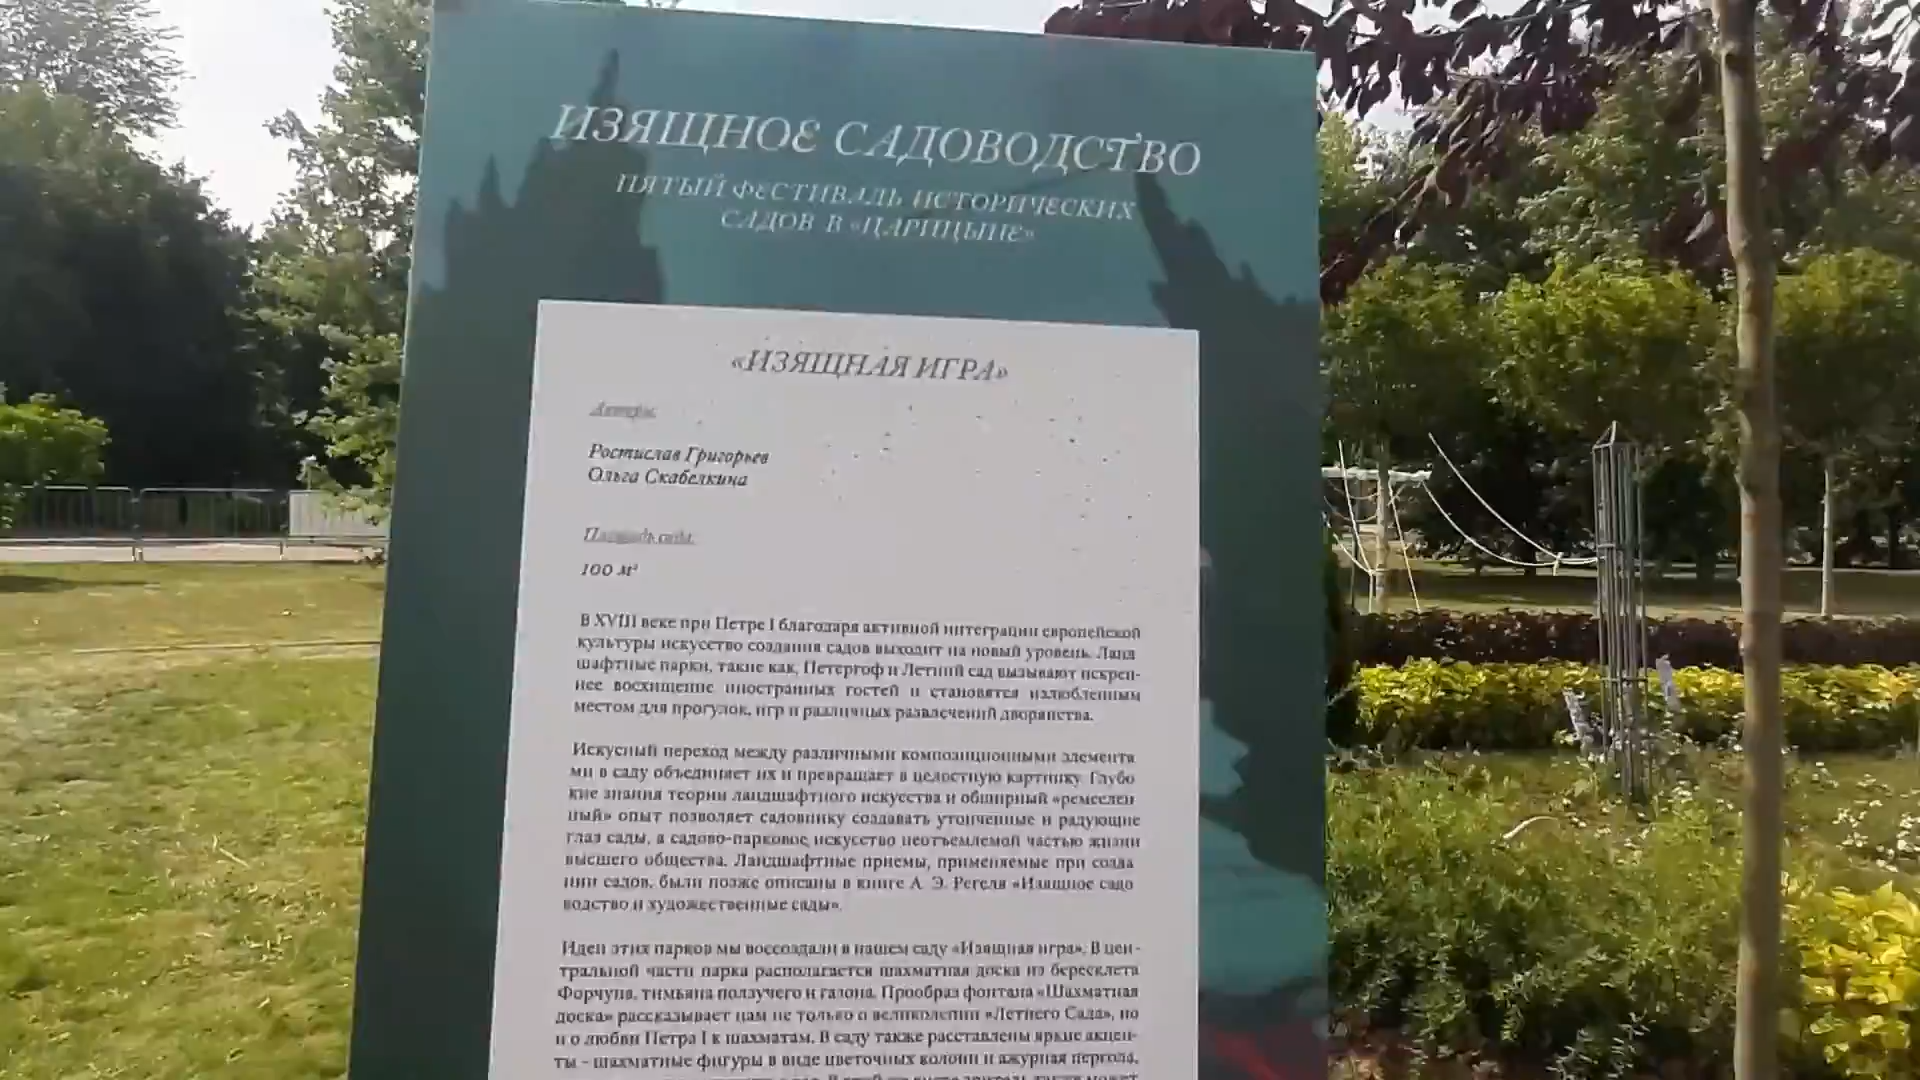 ИЗЯЩНОЕ САДОВОДСТВО
ПЯТЫЙ ФЕСТИВАЛЬ ИСТОРИЧЕСКИХ
САДОВ В «ЦАРИЦЫНЕ»
«ИЗЯЩНАЯ ИГРА»
Авторы:
Ростислав Григорьев
Ольга Скабелкина
Площадь сада:
100 м²
В XVIII веке при Петре I благодаря активной интеграции европейской
культуры искусство создания садов выходит на новый уровень. Ланд
шафтные парки, такие как, Петергоф и Летний сад вызывают искрен-
нее восхищение иностранных гостей и становятся излюбленным
местом для прогулок, игр и различных развлечений дворянства.
Искусный переход между различными композиционными элемента
ми в саду объединяет их и превращает в целостную картинку. Глубо
кие знания теории ландшафтного искусства и обширный «ремеслен
ный» опыт позволяет садовнику создавать утонченные и радующие
глаз сады, а садово-парковое искусство неотъемлемой частью жизни
высшего общества. Ландшафтные приемы, применяемые при созда
нии садов, были позже описаны в книге А. Э. Регеля «Изящное садо
водство и художественные сады».
Идеи этих парков мы воссоздали в нашем саду «Изящная игра». В цен-
тральной части парка располагается шахматная доска из бересклета
Форчуна, тимьяна ползучего и газона. Прообраз фонтана «Шахматная
доска» рассказывает нам не только о великолепии «Летнего Сада», но
и о любви Петра I к шахматам. В саду также расставлены яркие акцен-
ты - шахматные фигуры в виде цветочных колонн и ажурная пергола,